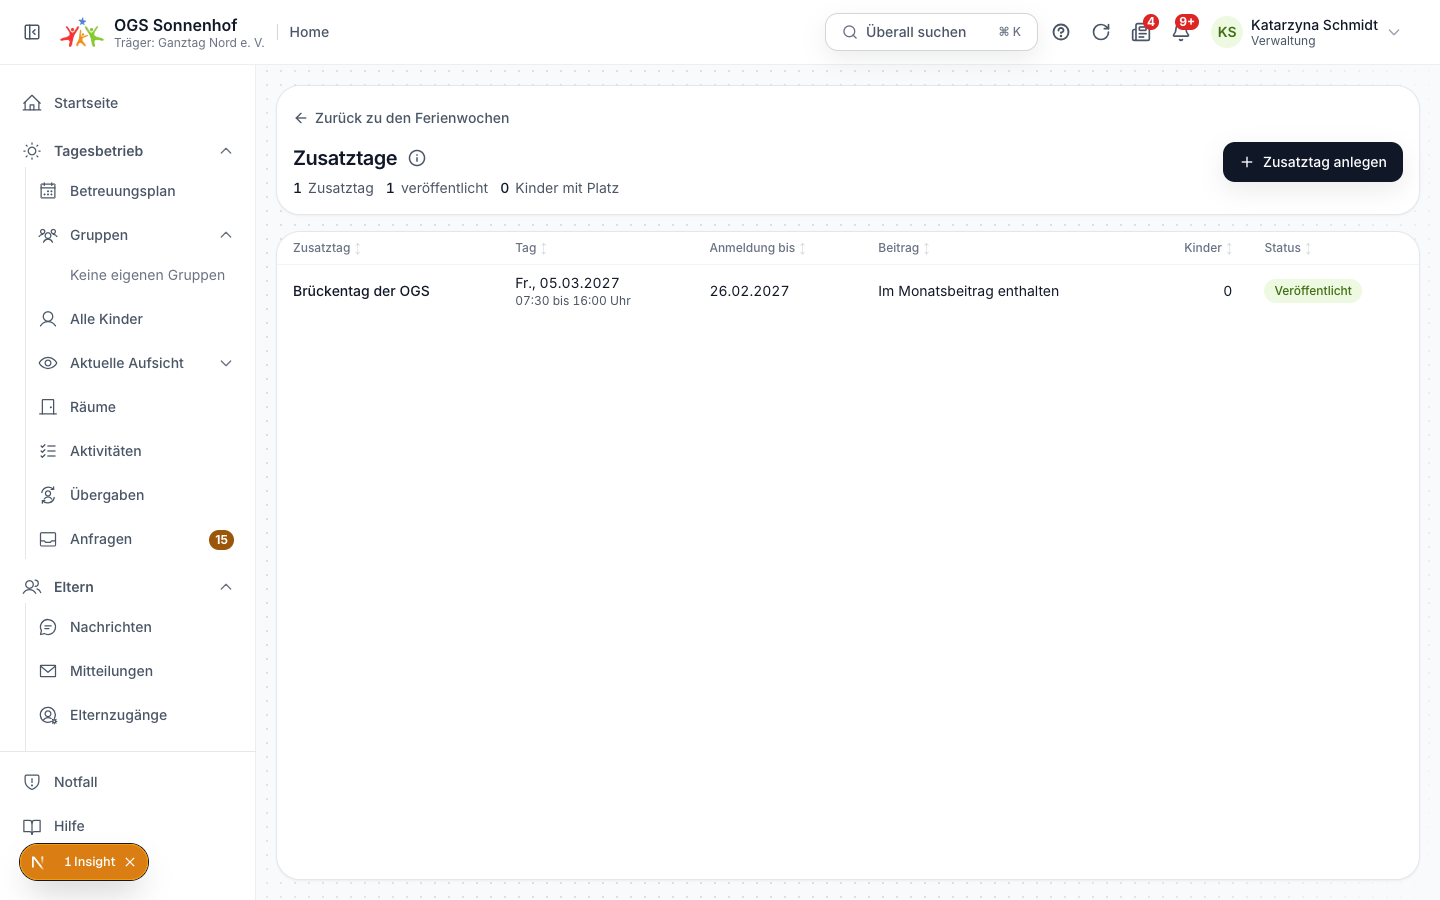 OGS Sonnenhof
Träger: Ganztag Nord e. V.
Home
Überall suchen ⌘ K
4
9+
KS
Katarzyna Schmidt
Verwaltung
Startseite
Tagesbetrieb
Betreuungsplan
Gruppen
Keine eigenen Gruppen
Alle Kinder
Aktuelle Aufsicht
Räume
Aktivitäten
Übergaben
Anfragen 15
Eltern
Nachrichten
Mitteilungen
Elternzugänge
Notfall
Hilfe
N 1 Insight
Zurück zu den Ferienwochen
Zusatztage
1 Zusatztag 1 veröffentlicht 0 Kinder mit Platz
Zusatztag anlegen
Zusatztag Tag Anmeldung bis Beitrag Kinder Status
Brückentag der OGS Fr., 05.03.2027 26.02.2027 Im Monatsbeitrag enthalten 0 Veröffentlicht
07:30 bis 16:00 Uhr